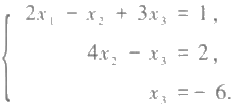 2x₁ − x₂ + 3x₃ = 1,
4x₂ − x₃ = 2,
x₃ = − 6.